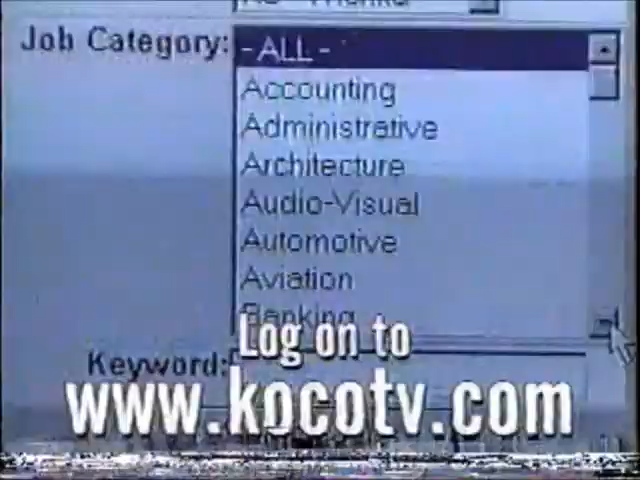 Job Category:
-ALL-
Accounting
Administrative
Architecture
Audio-Visual
Automotive
Aviation
Banking
Log on to
Keyword:
www.kocotv.com